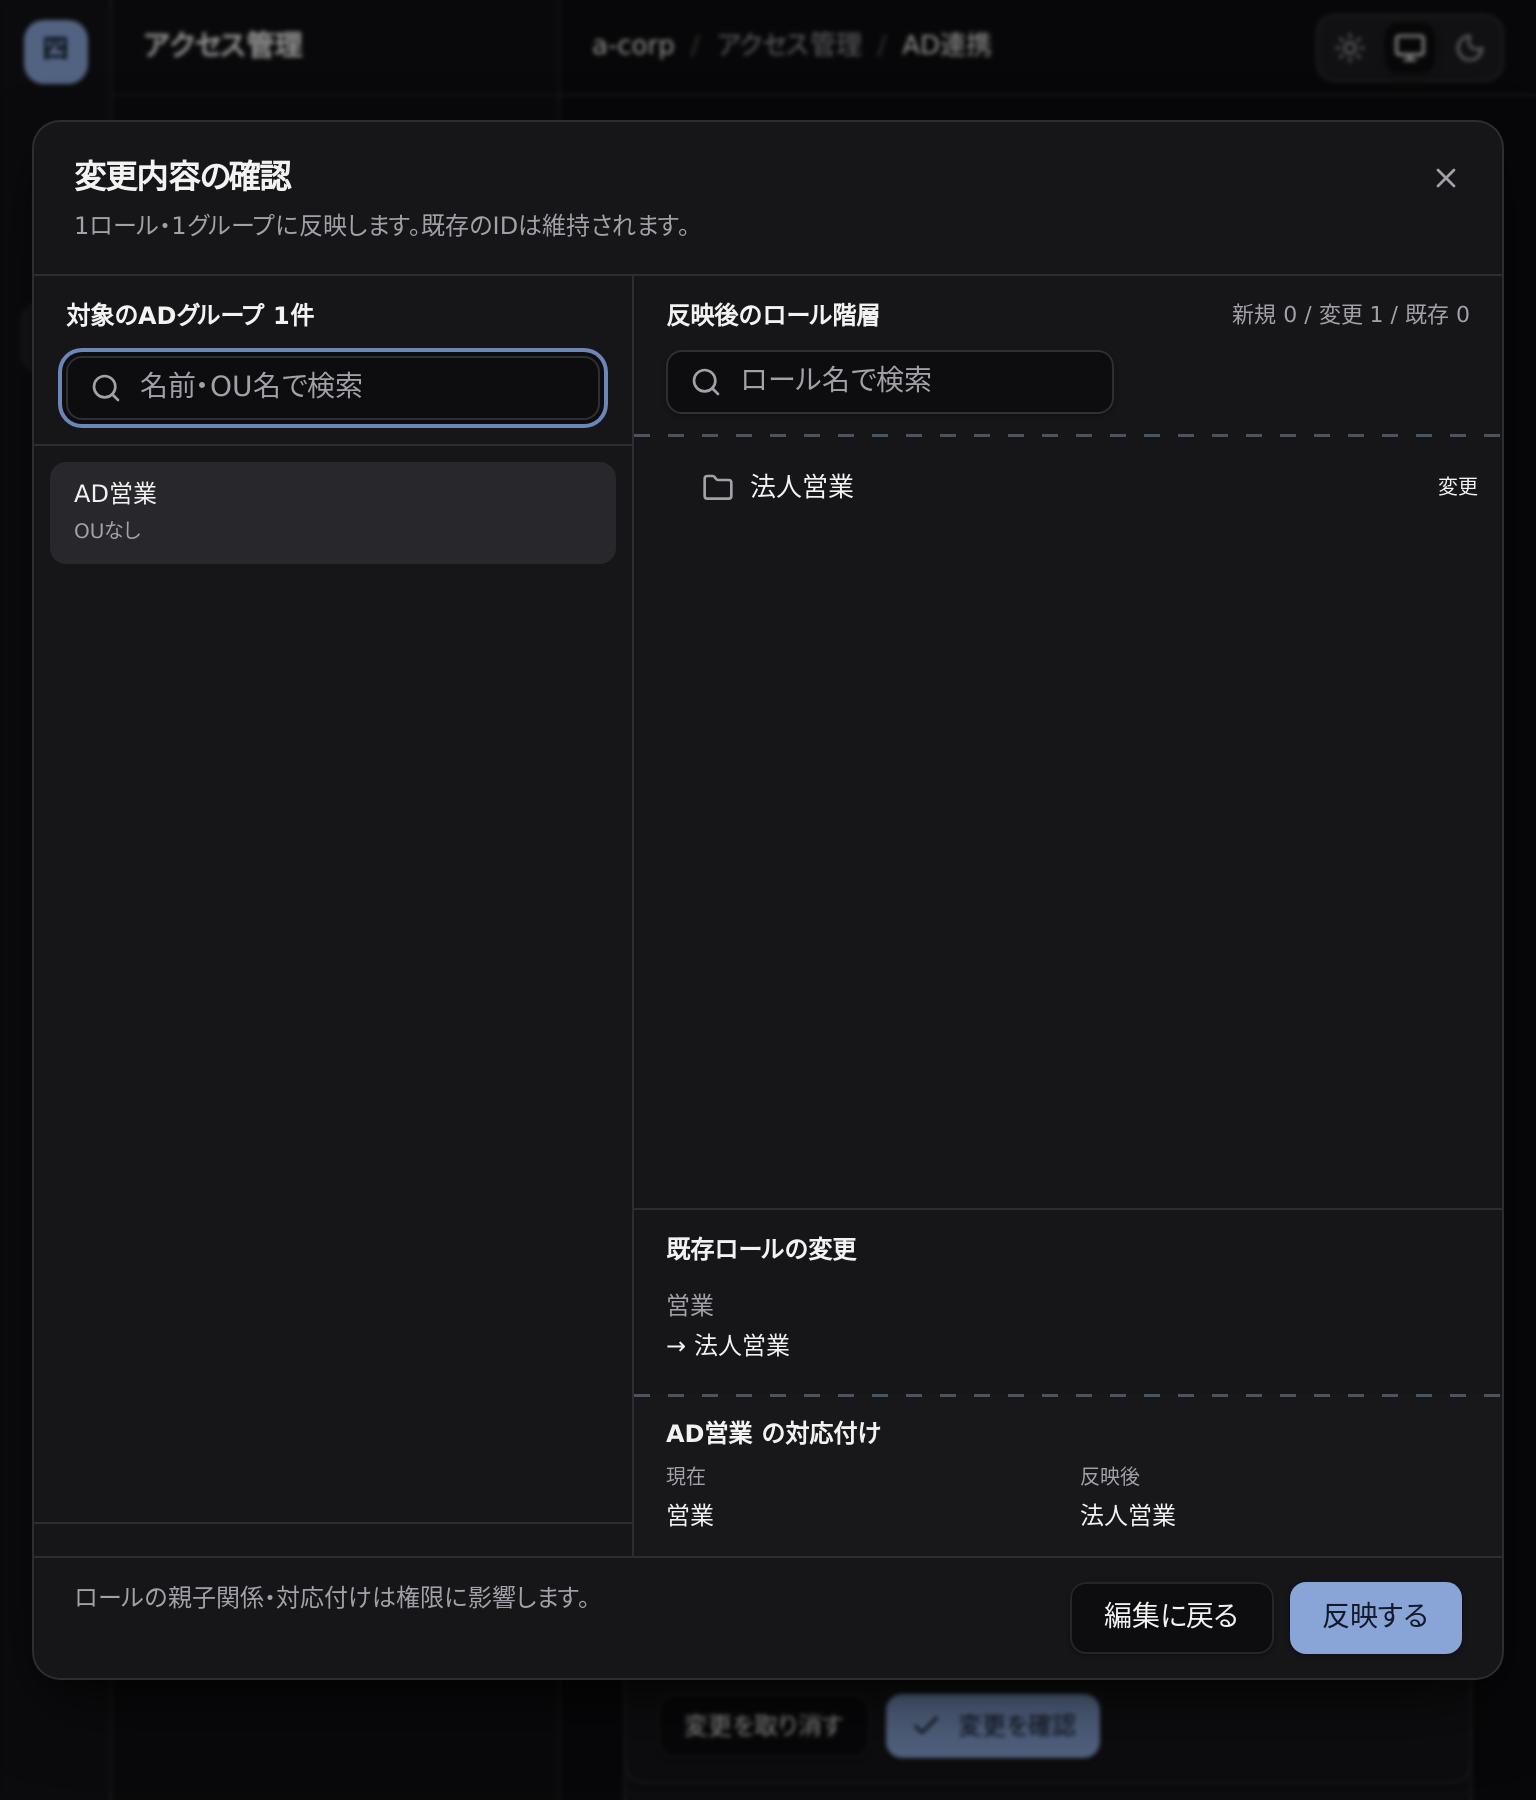 四
アクセス管理
a-corp / アクセス管理 / AD連携
変更内容の確認
1ロール・1グループに反映します。既存のIDは維持されます。
対象のADグループ 1件
名前・OU名で検索
AD営業
OUなし
反映後のロール階層
新規 0 / 変更 1 / 既存 0
ロール名で検索
法人営業
変更
既存ロールの変更
営業
→ 法人営業
AD営業 の対応付け
現在
反映後
営業
法人営業
ロールの親子関係・対応付けは権限に影響します。
編集に戻る
反映する
変更を取り消す
変更を確認